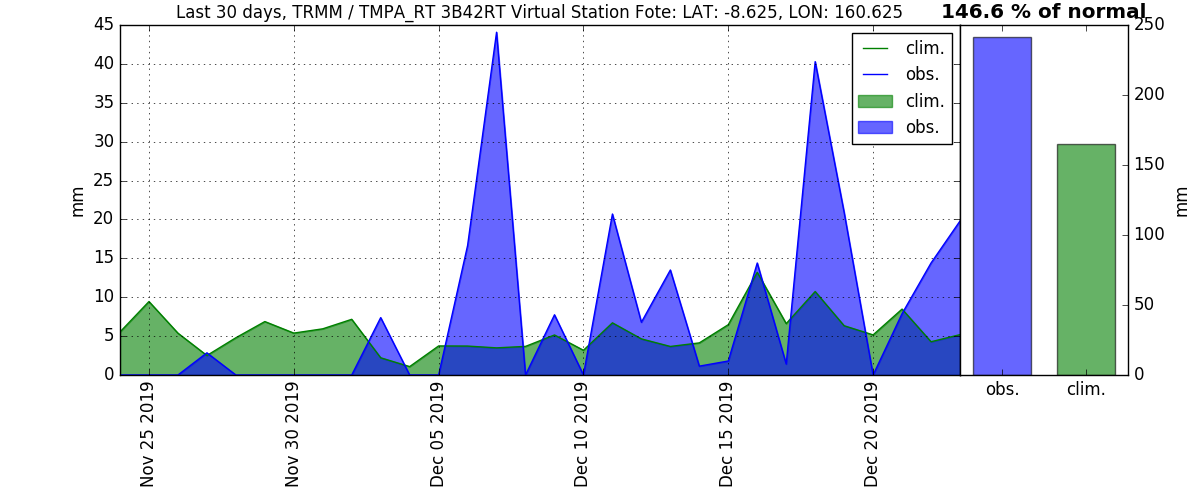 Last 30 days, TRMM / TMPA_RT 3B42RT Virtual Station Fote: LAT: -8.625, LON: 160.625
146.6 % of normal
45
40
35
30
25
20
15
10
5
0
mm
clim.
obs.
clim.
obs.
250
200
150
100
50
0
mm
obs.
clim.
Nov 25 2019
Nov 30 2019
Dec 05 2019
Dec 10 2019
Dec 15 2019
Dec 20 2019